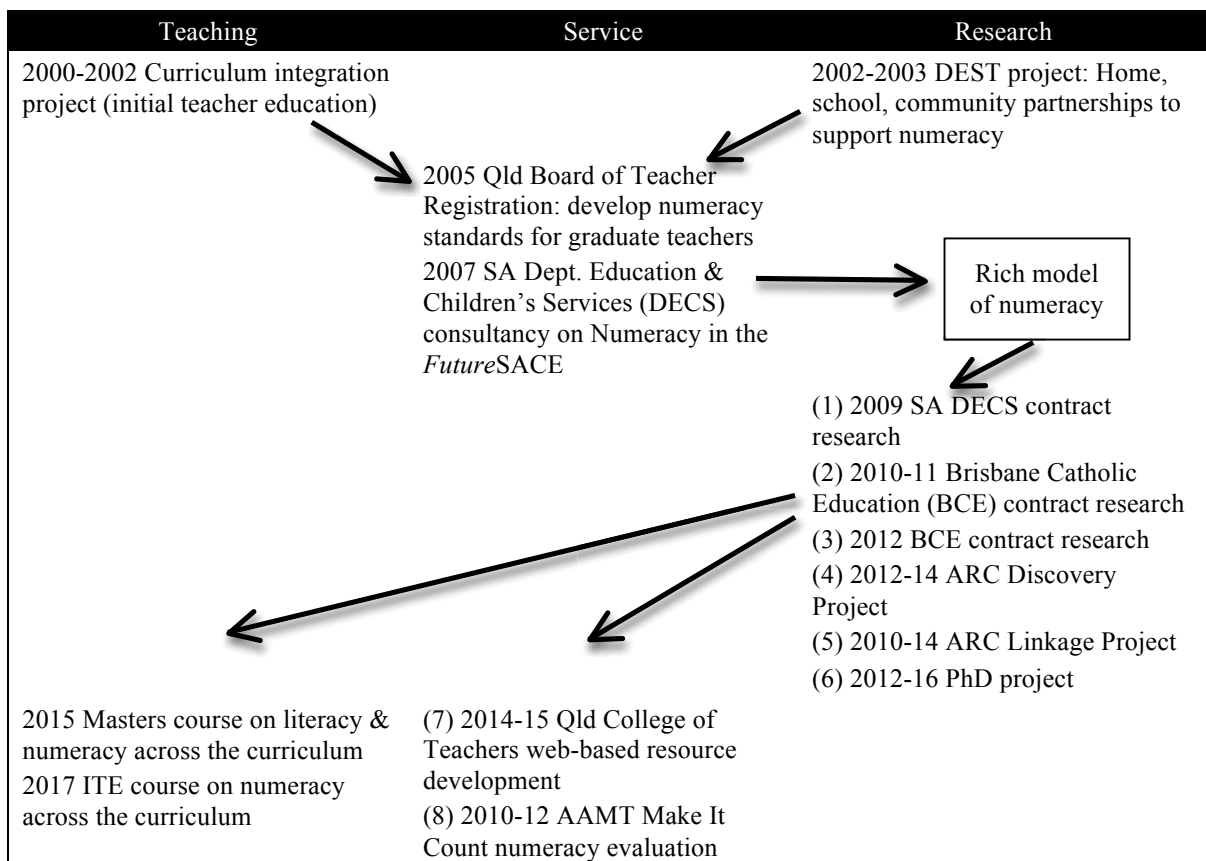 Teaching
Service
Research
2000-2002 Curriculum integration
project (initial teacher education)
2002-2003 DEST project: Home,
school, community partnerships to
support numeracy
2005 Qld Board of Teacher
Registration: develop numeracy
standards for graduate teachers
2007 SA Dept. Education &
Children’s Services (DECS)
consultancy on Numeracy in the
FutureSACE
Rich model
of numeracy
(1) 2009 SA DECS contract
research
(2) 2010-11 Brisbane Catholic
Education (BCE) contract research
(3) 2012 BCE contract research
(4) 2012-14 ARC Discovery
Project
(5) 2010-14 ARC Linkage Project
(6) 2012-16 PhD project
2015 Masters course on literacy &
numeracy across the curriculum
2017 ITE course on numeracy
across the curriculum
(7) 2014-15 Qld College of
Teachers web-based resource
development
(8) 2010-12 AAMT Make It
Count numeracy evaluation